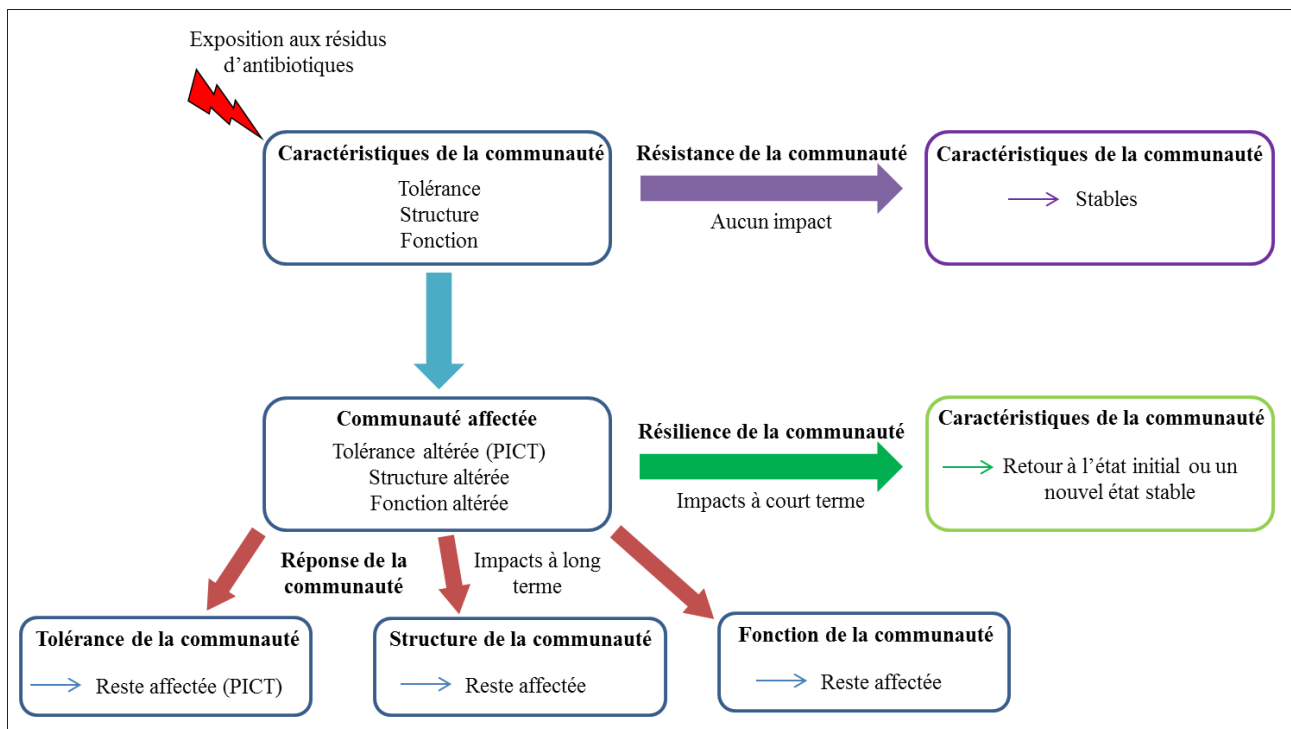 Exposition aux résidus
d’antibiotiques
Caractéristiques de la communauté
Tolérance
Structure
Fonction
Résistance de la communauté
Aucun impact
Caractéristiques de la communauté
Stables
Communauté affectée
Tolérance altérée (PICT)
Structure altérée
Fonction altérée
Résilience de la communauté
Impacts à court terme
Caractéristiques de la communauté
Retour à l’état initial ou un
nouvel état stable
Réponse de la
communauté
Impacts à long
terme
Tolérance de la communauté
Reste affectée (PICT)
Structure de la communauté
Reste affectée
Fonction de la communauté
Reste affectée